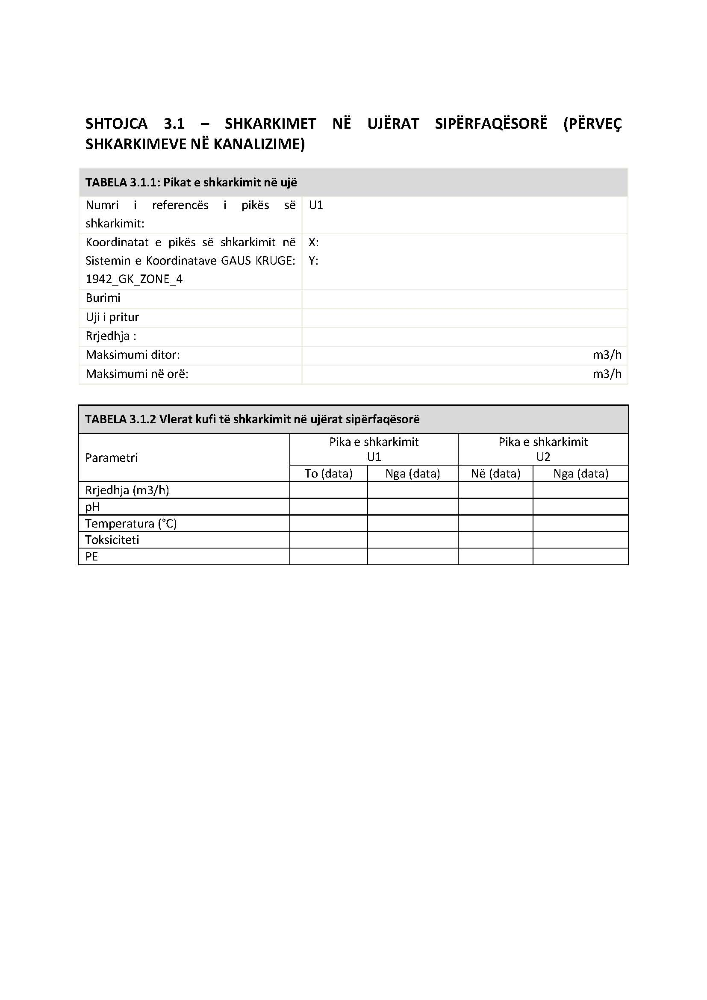 SHTOJCA 3.1 – SHKARKIMET NË UJËRAT SIPËRFAQËSORË (PËRVEÇ
SHKARKIMEVE NË KANALIZIME)
TABELA 3.1.1: Pikat e shkarkimit në ujë
Numri i referencës i pikës së
shkarkimit:
U1
Koordinatat e pikës së shkarkimit në
Sistemin e Koordinatave GAUS KRUGE:
1942_GK_ZONE_4
X:
Y:
Burimi
Uji i pritur
Rrjedhja :
Maksimumi ditor: m3/h
Maksimumi në orë: m3/h
TABELA 3.1.2 Vlerat kufi të shkarkimit në ujërat sipërfaqësorë
Parametri
Pika e shkarkimit
U1
Pika e shkarkimit
U2
To (data) Nga (data) Në (data) Nga (data)
Rrjedhja (m3/h)
pH
Temperatura (°C)
Toksiciteti
PE